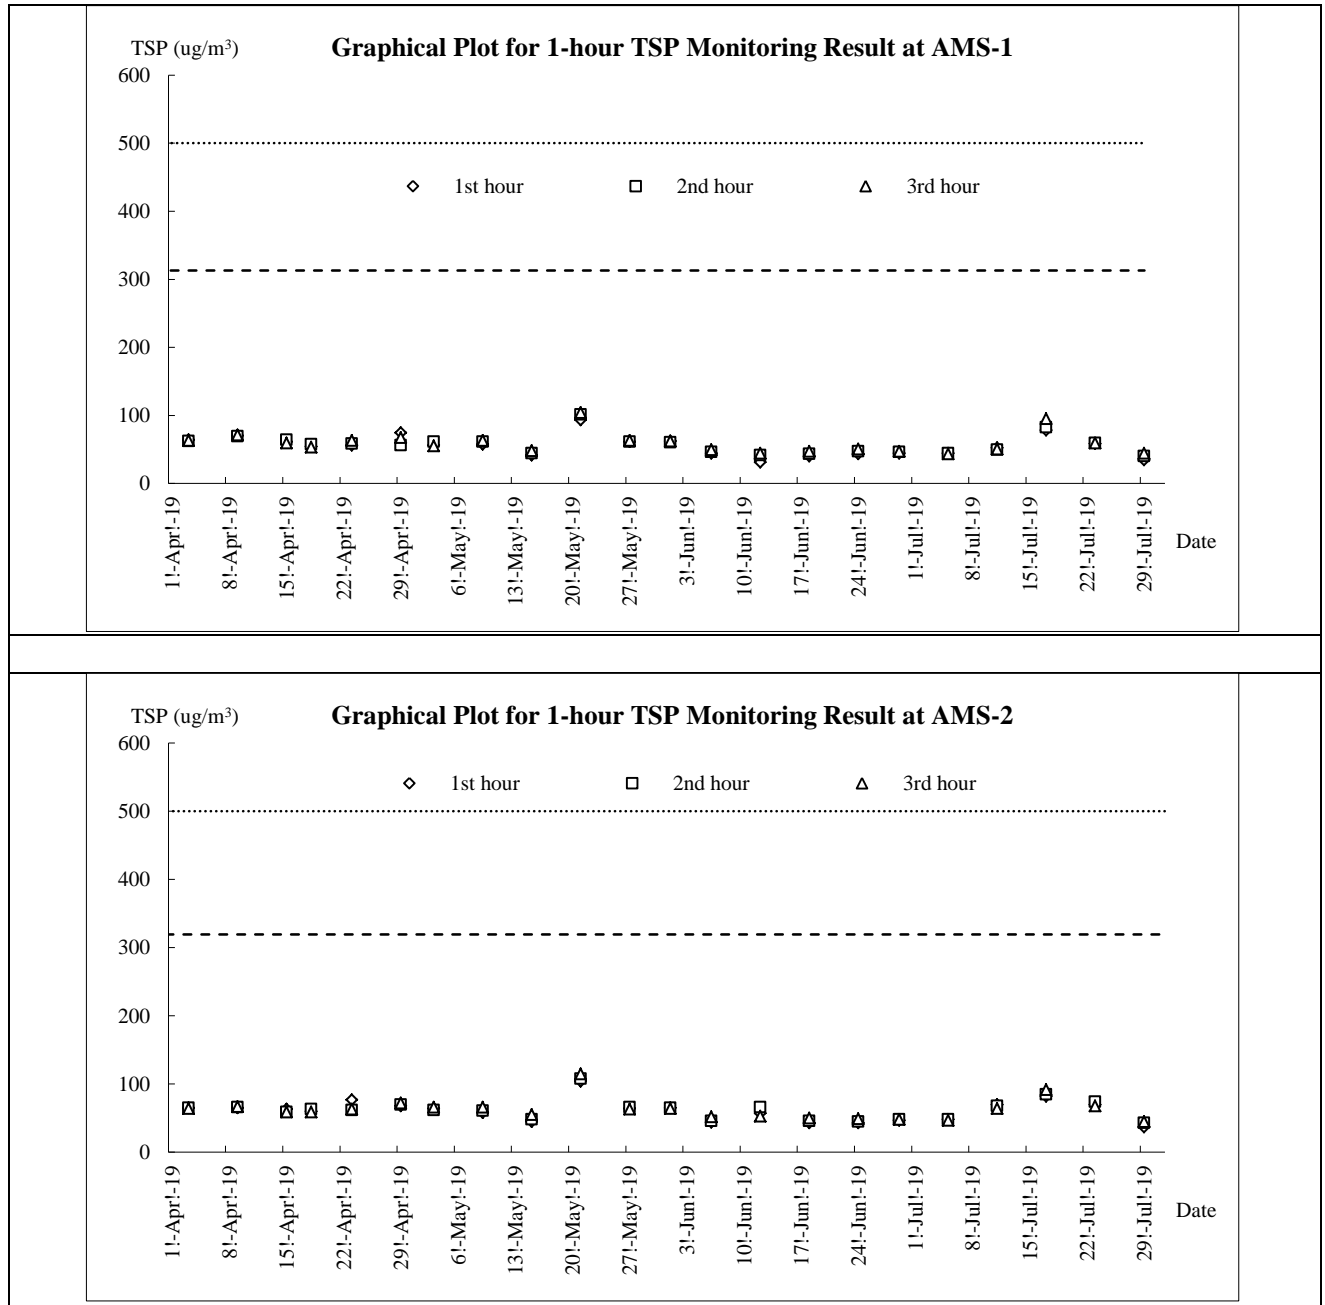 TSP (ug/m³) Graphical Plot for 1-hour TSP Monitoring Result at AMS-1
600
500
1st hour 2nd hour 3rd hour
400
300
200
100
0
1!-Apr!-19 8!-Apr!-19 15!-Apr!-19 22!-Apr!-19 29!-Apr!-19 6!-May!-19 13!-May!-19 20!-May!-19 27!-May!-19 3!-Jun!-19 10!-Jun!-19 17!-Jun!-19 24!-Jun!-19 1!-Jul!-19 8!-Jul!-19 15!-Jul!-19 22!-Jul!-19 29!-Jul!-19 Date
TSP (ug/m³) Graphical Plot for 1-hour TSP Monitoring Result at AMS-2
600
1st hour 2nd hour 3rd hour
500
400
300
200
100
0
1!-Apr!-19 8!-Apr!-19 15!-Apr!-19 22!-Apr!-19 29!-Apr!-19 6!-May!-19 13!-May!-19 20!-May!-19 27!-May!-19 3!-Jun!-19 10!-Jun!-19 17!-Jun!-19 24!-Jun!-19 1!-Jul!-19 8!-Jul!-19 15!-Jul!-19 22!-Jul!-19 29!-Jul!-19 Date